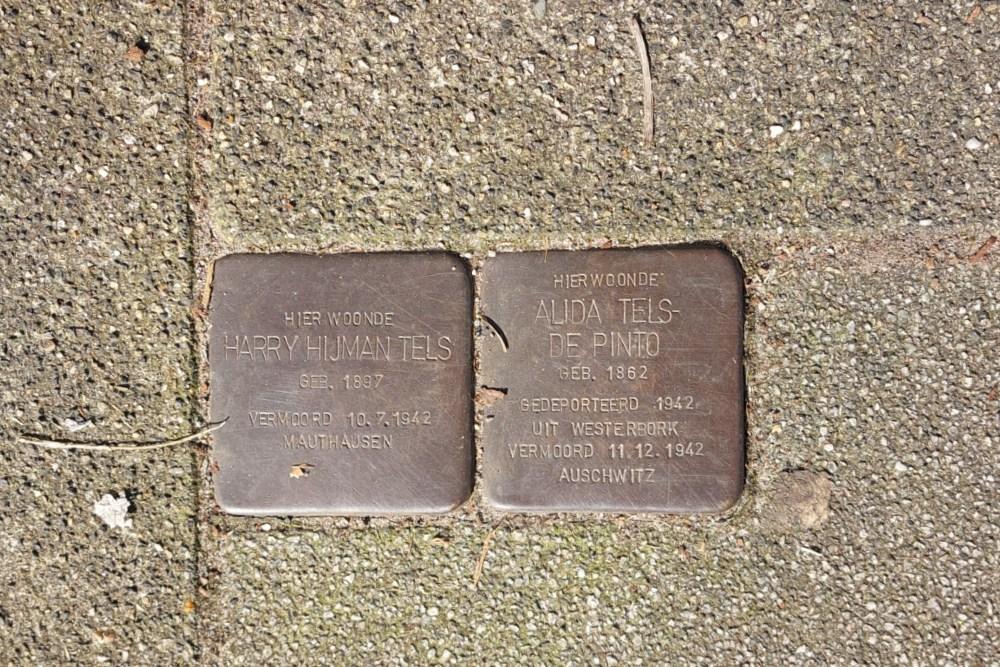 HIER WOONDE
HARRY HIJMAN TELS
GEB. 1897
VERMOORD 10.7.1942
MAUTHAUSEN
HIER WOONDE
ALIDA TELS-
DE PINTO
GEB. 1862
GEDEPORTEERD 1942
UIT WESTERBORK
VERMOORD 11.12.1942
AUSCHWITZ